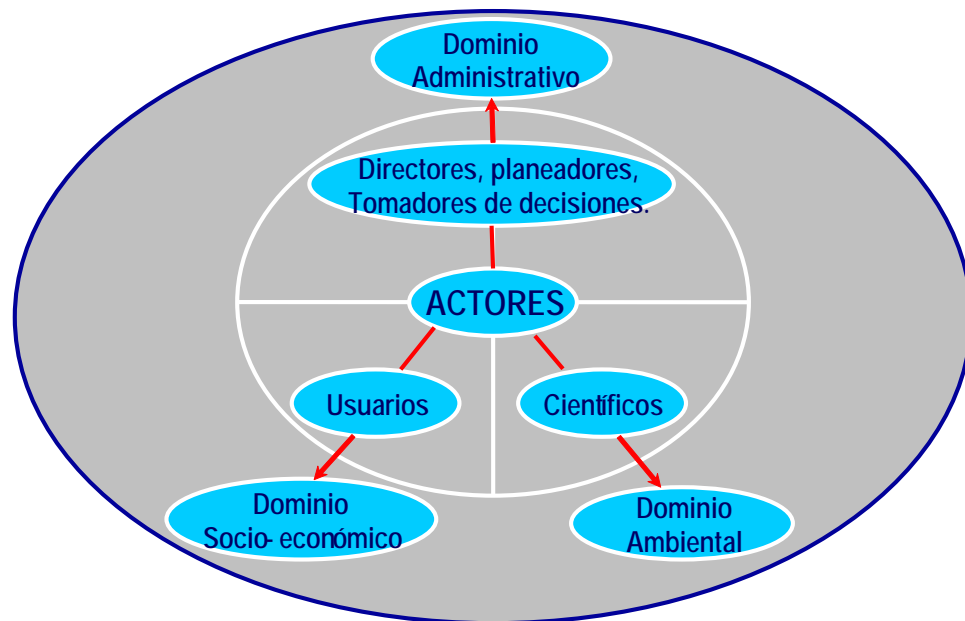 Dominio
Administrativo
Directores, planeadores,
Tomadores de decisiones.
ACTORES
Usuarios
Científicos
Dominio
Socio- económico
Dominio
Ambiental